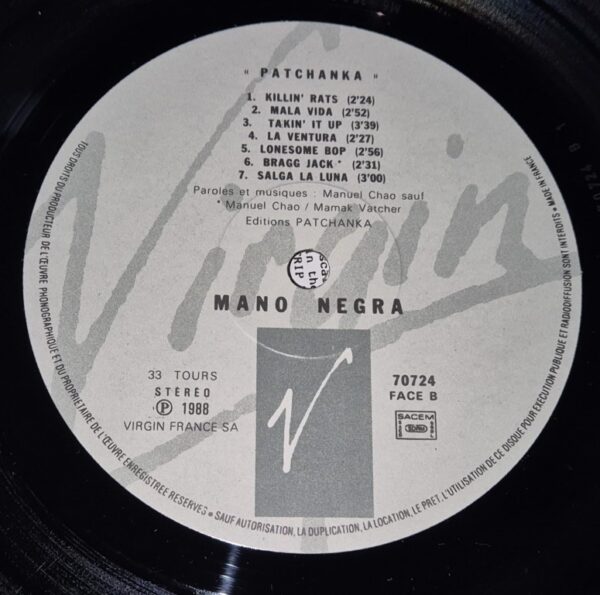 " PATCHANKA "
1. KILLIN' RATS (2'24)
2. MALA VIDA (2'52)
3. TAKIN' IT UP (3'39)
4. LA VENTURA (2'27)
5. LONESOME BOP (2'56)
6. BRAGG JACK * (2'31)
7. SALGA LA LUNA (3'00)
Paroles et musiques : Manuel Chao sauf
* Manuel Chao / Mamak Vatcher
Editions PATCHANKA
Virgin
in the
RIP
MANO NEGRA
33 TOURS
STÉRÉO
Ⓟ 1988
VIRGIN FRANCE SA
70724
FACE B
SACEM
SDRM
V
TOUS DROITS DU PRODUCTEUR DE L'ŒUVRE PHONOGRAPHIQUE ET DU PROPRIETAIRE DE L'ŒUVRE ENREGISTREE RESERVES • SAUF AUTORISATION, LA DUPLICATION, LA LOCATION, LE PRET, L'UTILISATION DE CE DISQUE POUR EXECUTION PUBLIQUE ET RADIODIFFUSION SONT INTERDITS • MADE IN FRANCE